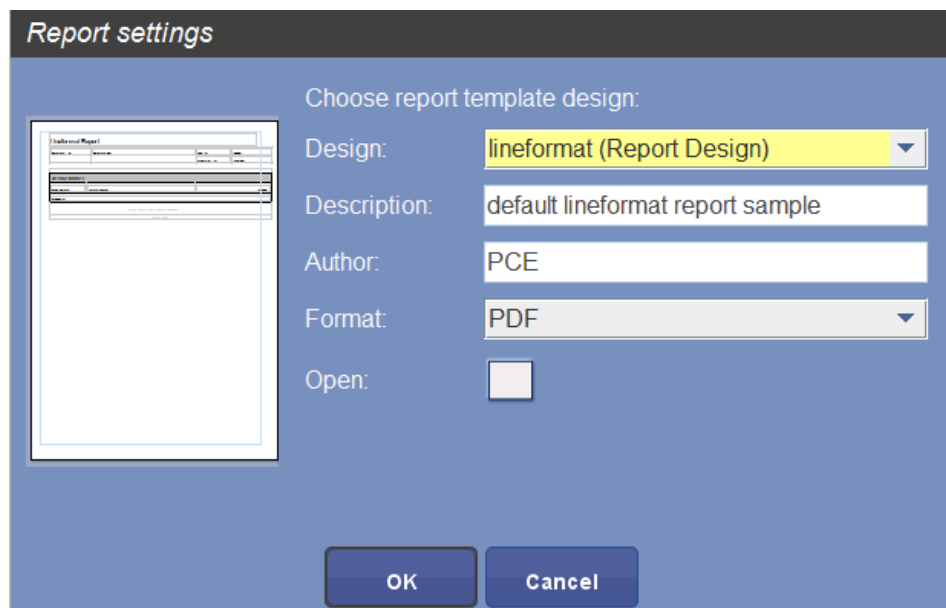 Report settings
Choose report template design:
Design: lineformat (Report Design)
Description: default lineformat report sample
Author: PCE
Format: PDF
Open:
OK Cancel